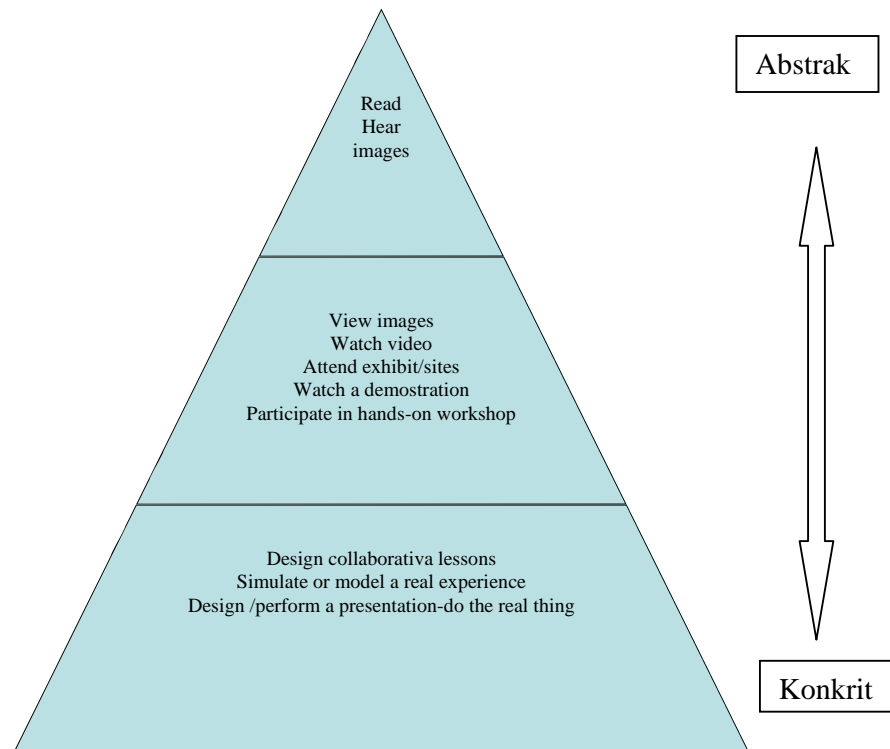 Abstrak
Read
Hear
images
View images
Watch video
Attend exhibit/sites
Watch a demostration
Participate in hands-on workshop
Design collaborativa lessons
Simulate or model a real experience
Design /perform a presentation-do the real thing
Konkrit